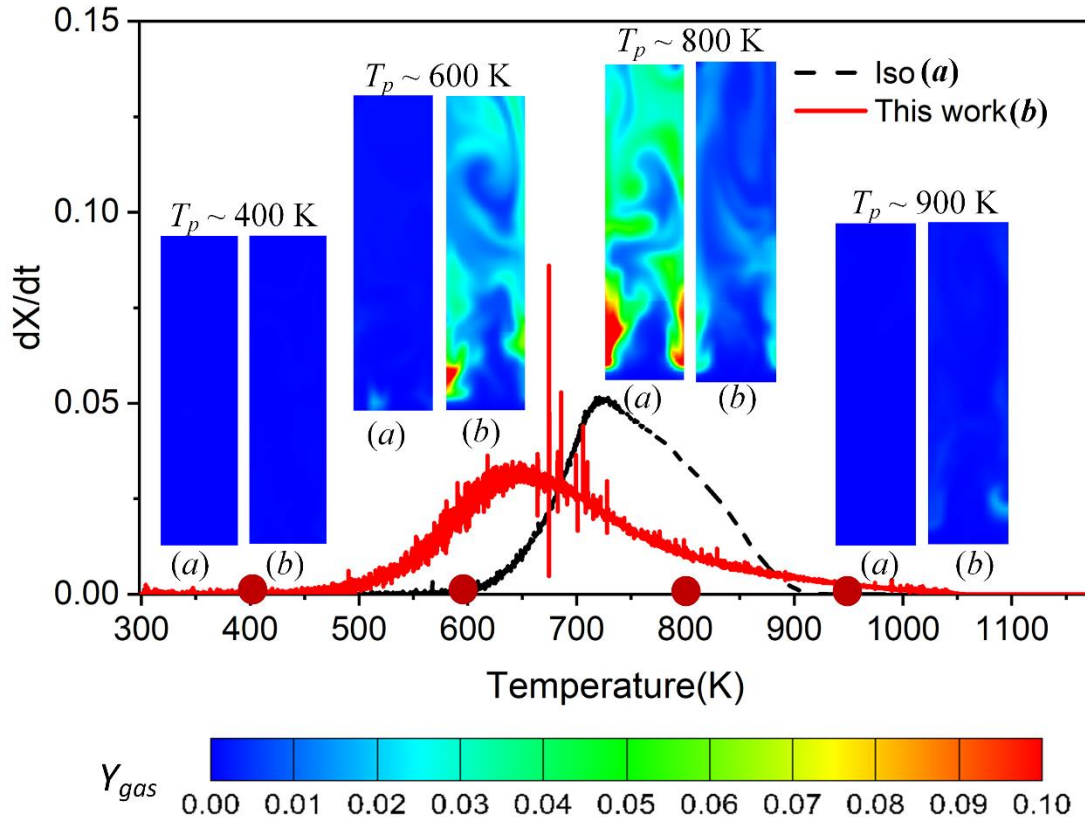 0.15
0.10
0.05
0.00
dX/dt
T_p ~ 400 K
(a) (b)
T_p ~ 600 K
(a) (b)
T_p ~ 800 K
(a) (b)
T_p ~ 900 K
(a) (b)
Iso (a)
This work (b)
300 400 500 600 700 800 900 1000 1100
Temperature(K)
Y_gas
0.00 0.01 0.02 0.03 0.04 0.05 0.06 0.07 0.08 0.09 0.10